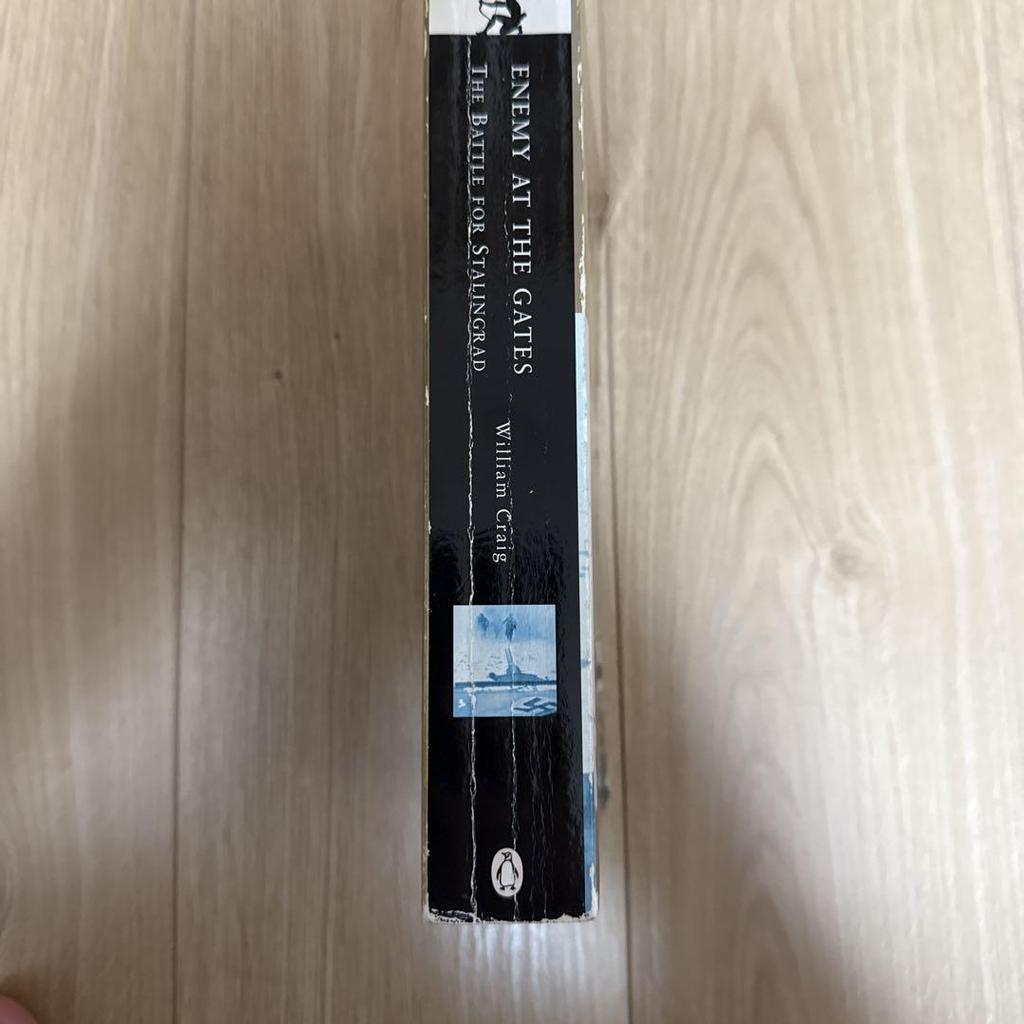 ENEMY AT THE GATES
THE BATTLE FOR STALINGRAD
William Craig